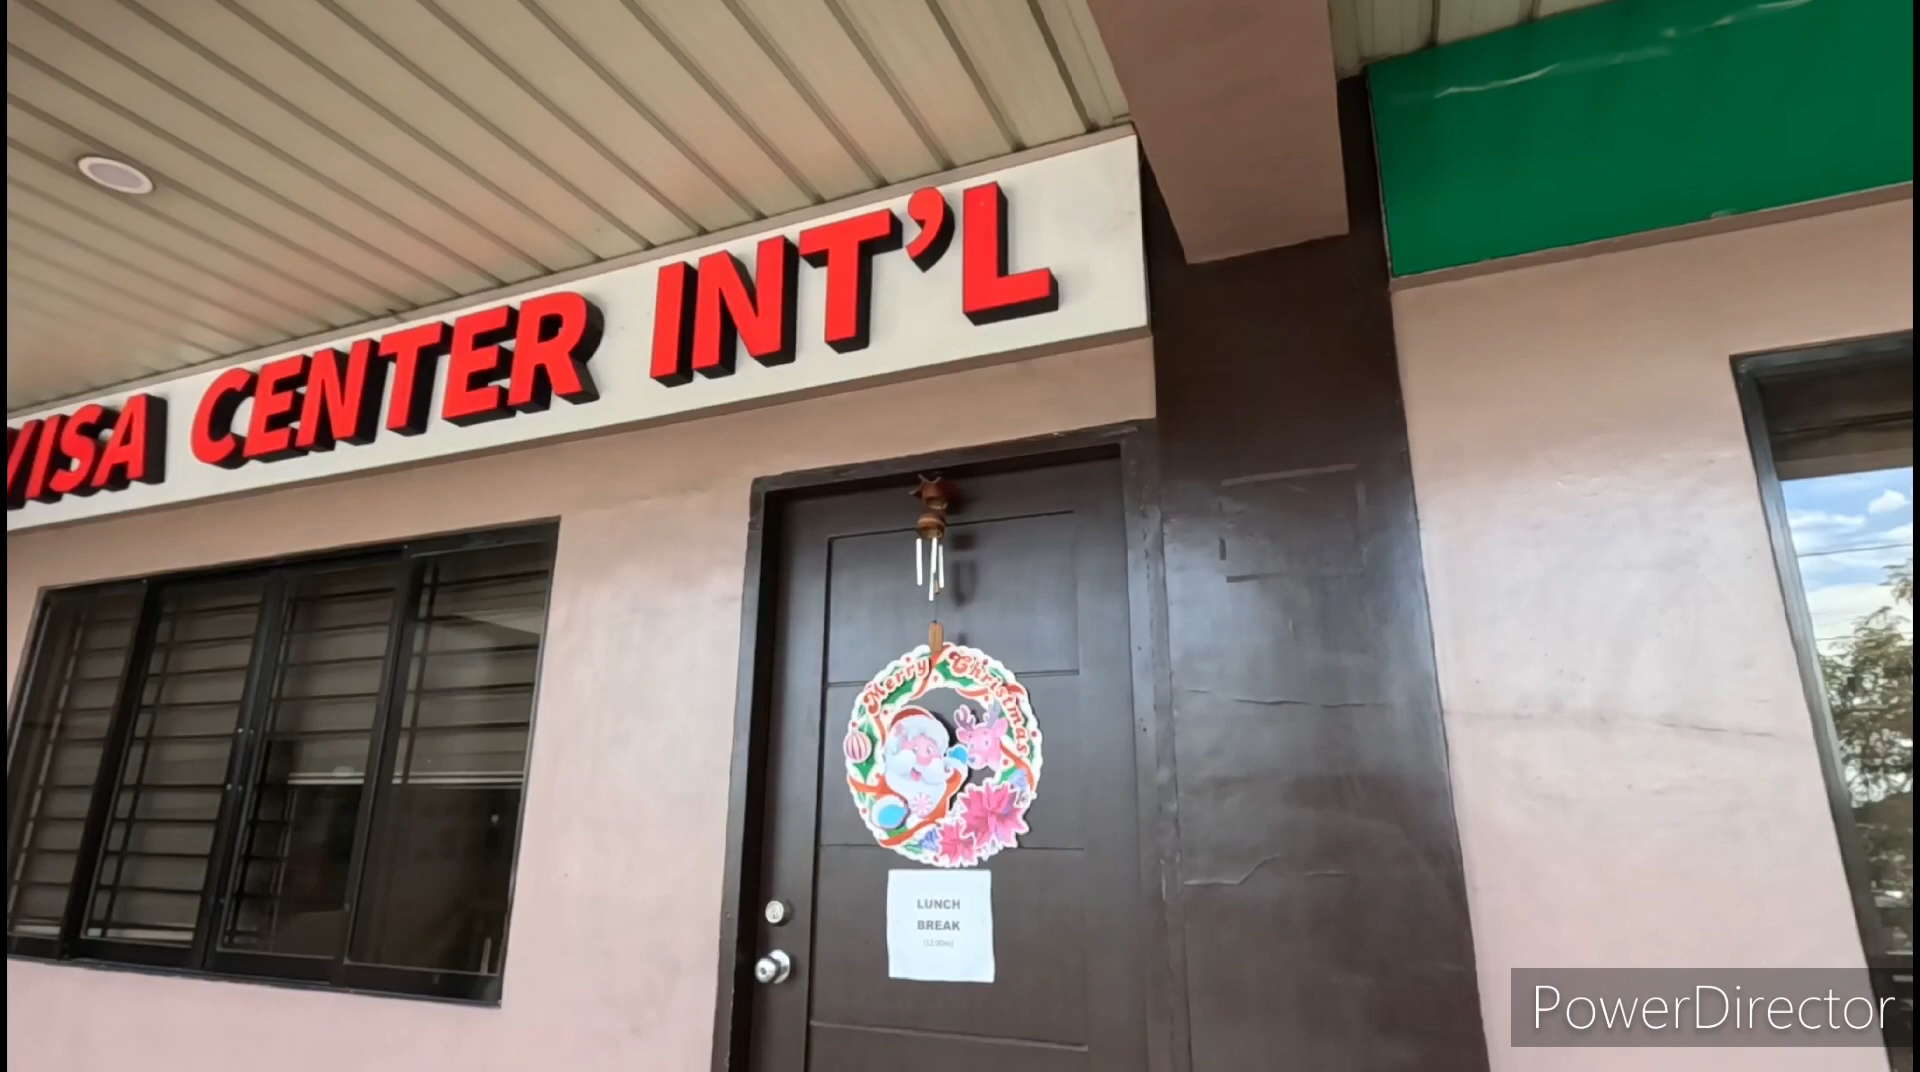 VISA CENTER INT'L
Merry Christmas
LUNCH
BREAK
PowerDirector